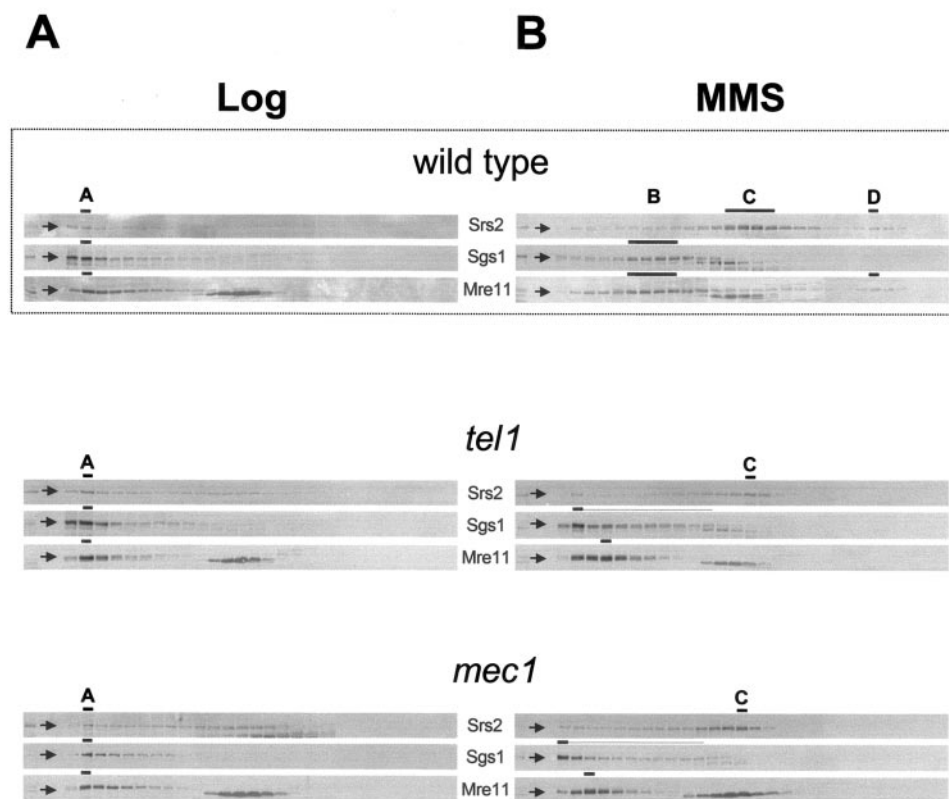 A B
Log MMS
wild type
A B C D
Srs2
Sgs1
Mre11
tel1
A C
Srs2
Sgs1
Mre11
mec1
A C
Srs2
Sgs1
Mre11